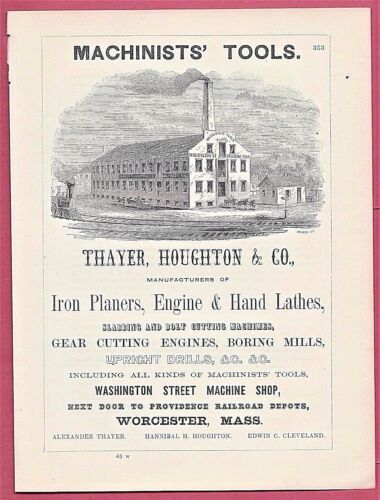 MACHINISTS' TOOLS.
353
THAYER, HOUGHTON & CO.,
MANUFACTURERS OF
Iron Planers, Engine & Hand Lathes,
SLABBING AND BOLT CUTTING MACHINES,
GEAR CUTTING ENGINES, BORING MILLS,
UPRIGHT DRILLS, &C. &C.
INCLUDING ALL KINDS OF MACHINISTS' TOOLS,
WASHINGTON STREET MACHINE SHOP,
NEXT DOOR TO PROVIDENCE RAILROAD DEPOTS,
WORCESTER, MASS.
ALEXANDER THAYER. HANNIBAL H. HOUGHTON. EDWIN C. CLEVELAND.
45 w